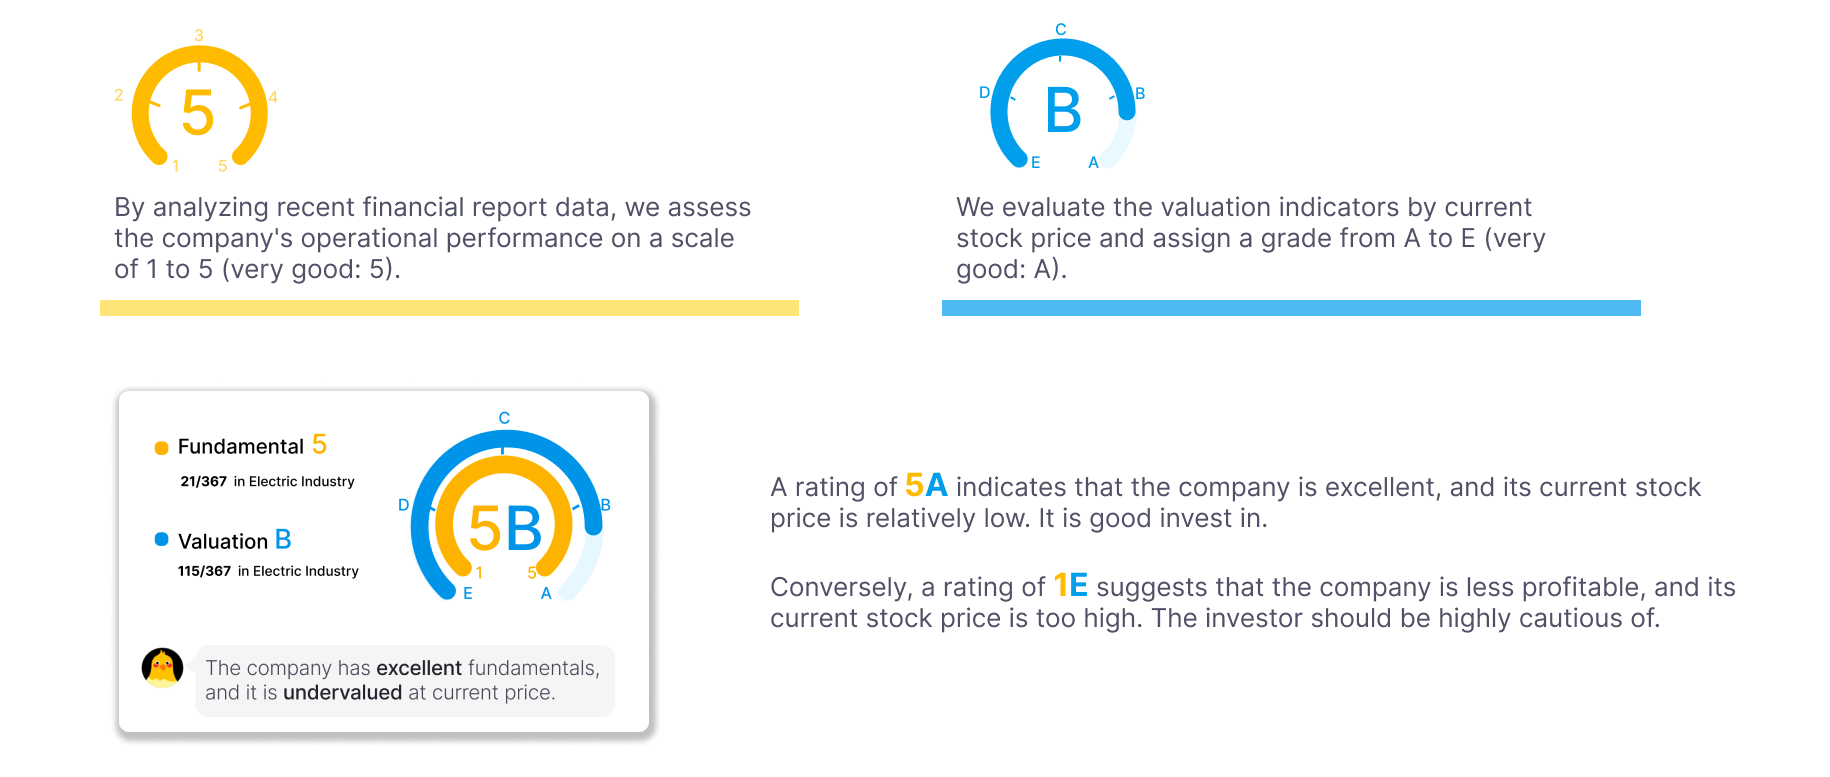 3
2
4
5
1
5
By analyzing recent financial report data, we assess
the company's operational performance on a scale
of 1 to 5 (very good: 5).
C
D
B
B
E
A
We evaluate the valuation indicators by current
stock price and assign a grade from A to E (very
good: A).
Fundamental 5
21/367 in Electric Industry
Valuation B
115/367 in Electric Industry
C
D
B
5B
1
5
E
A
The company has excellent fundamentals,
and it is undervalued at current price.
A rating of 5A indicates that the company is excellent, and its current stock
price is relatively low. It is good invest in.
Conversely, a rating of 1E suggests that the company is less profitable, and its
current stock price is too high. The investor should be highly cautious of.